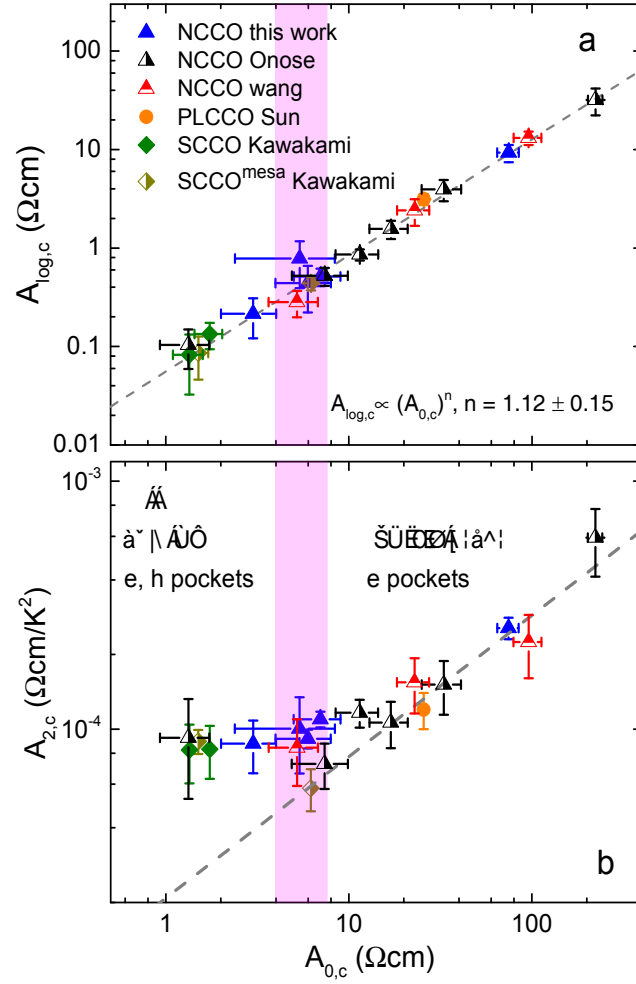 100
10
1
0.1
0.01
A_log,c (Ωcm)
NCCO this work
NCCO Onose
NCCO wang
PLCCO Sun
SCCO Kawakami
SCCO^mesa Kawakami
a
A_log,c ∝ (A_0,c)^n, n = 1.12 ± 0.15
10^-3
10^-4
A_2,c (Ωcm/K^2)
e, h pockets
e pockets
b
1
10
100
A_0,c (Ωcm)